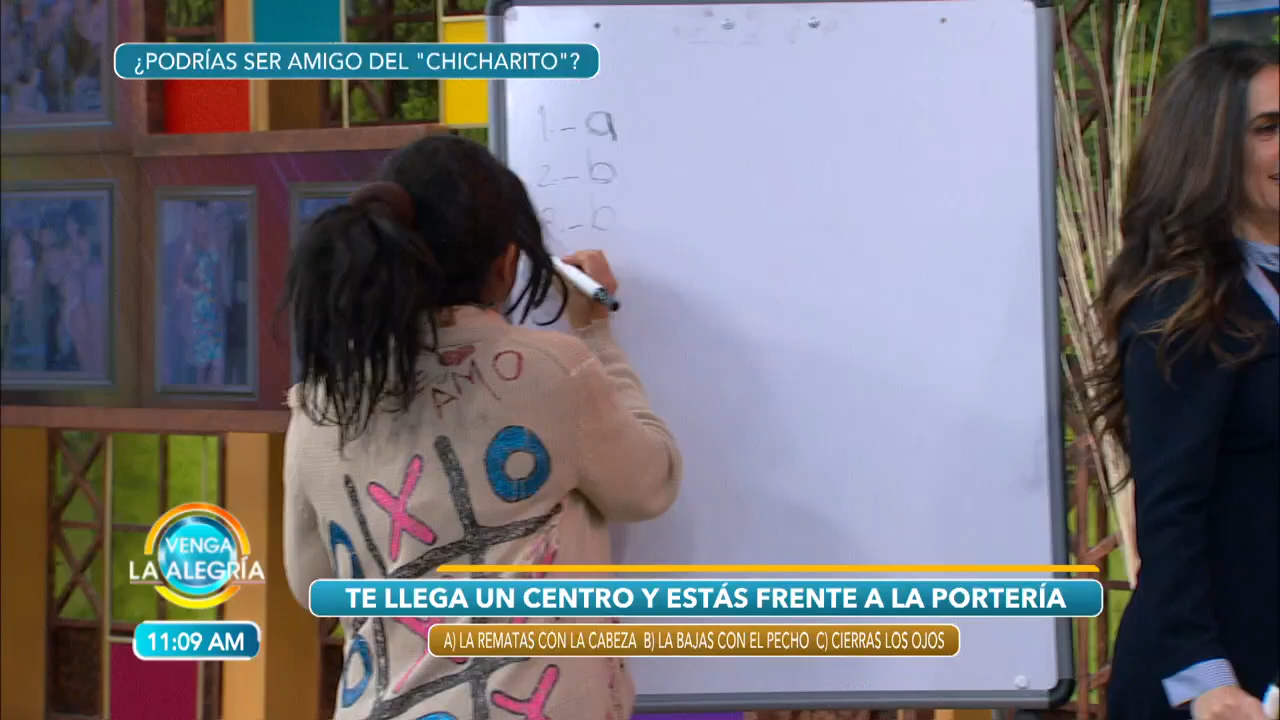 ¿PODRÍAS SER AMIGO DEL "CHICHARITO"?
1.- a
2.- b
AMO
VENGA
LA ALEGRÍA
TE LLEGA UN CENTRO Y ESTÁS FRENTE A LA PORTERÍA
11:09 AM
A) LA REMATAS CON LA CABEZA B) LA BAJAS CON EL PECHO C) CIERRAS LOS OJOS